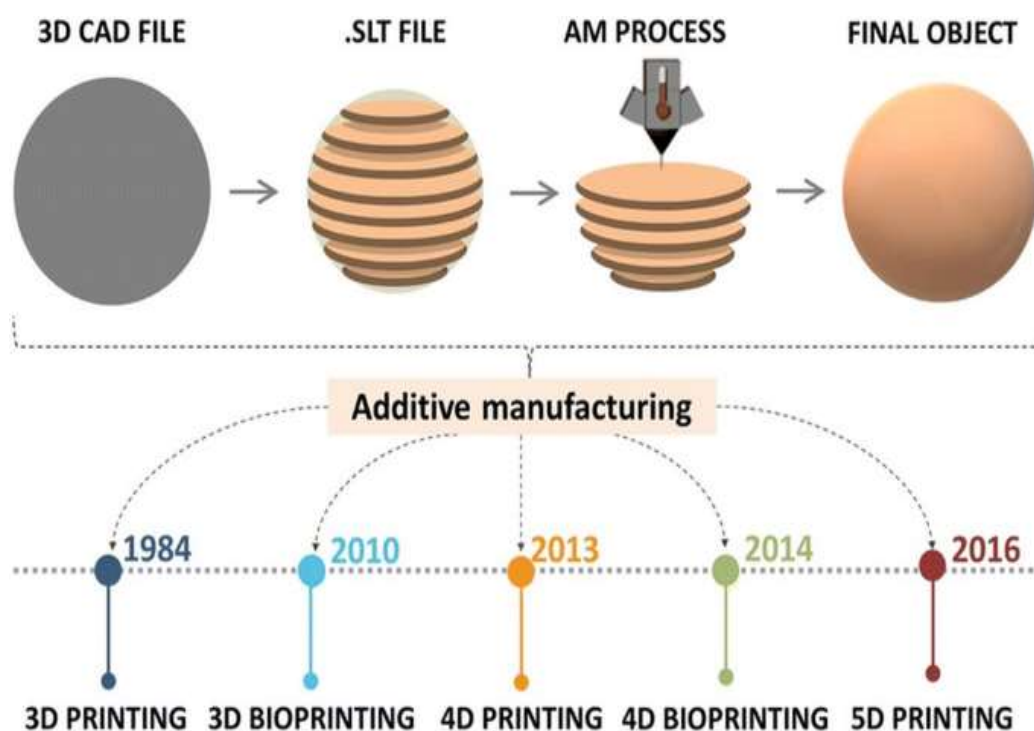 3D CAD FILE
.SLT FILE
AM PROCESS
FINAL OBJECT
Additive manufacturing
1984
2010
2013
2014
2016
3D PRINTING
3D BIOPRINTING
4D PRINTING
4D BIOPRINTING
5D PRINTING